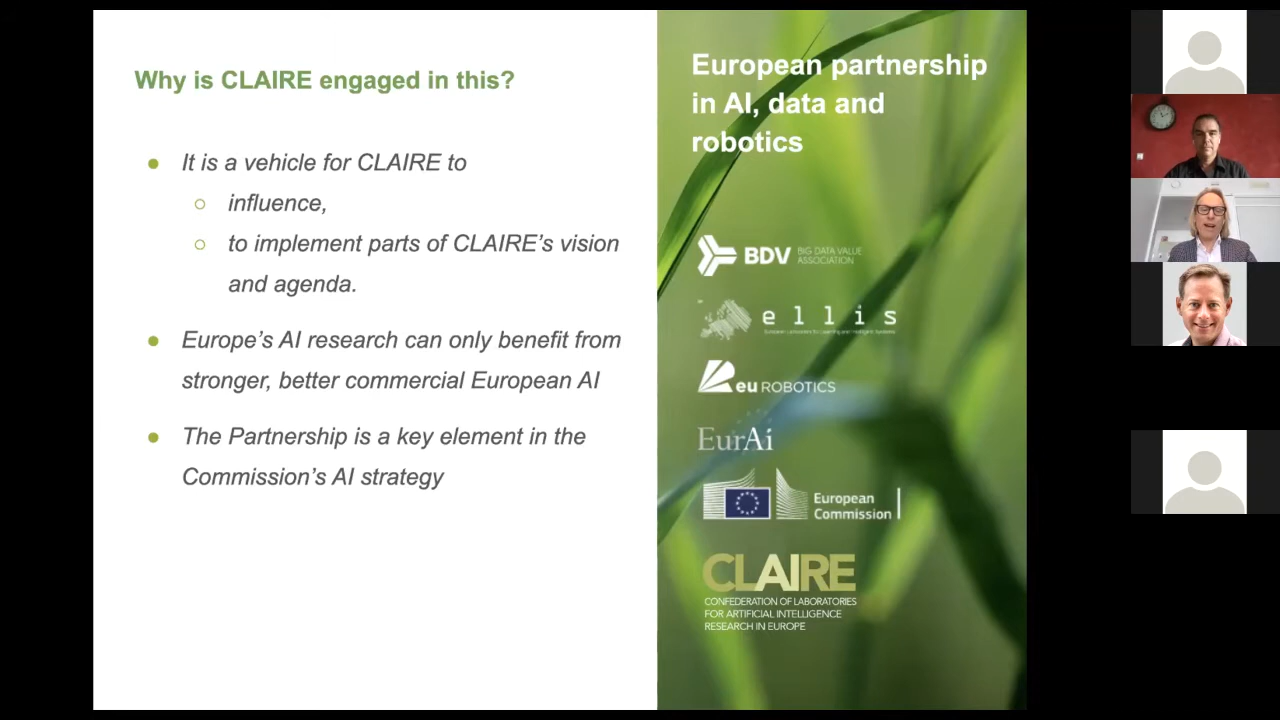 Why is CLAIRE engaged in this?
● It is a vehicle for CLAIRE to
○ influence,
○ to implement parts of CLAIRE's vision
and agenda.
● Europe's AI research can only benefit from
stronger, better commercial European AI
● The Partnership is a key element in the
Commission's AI strategy
European partnership
in AI, data and
robotics
BDV BIG DATA VALUE
ASSOCIATION
ellis
eu ROBOTICS
EurAi
European
Commission
CLAIRE
CONFEDERATION OF LABORATORIES
FOR ARTIFICIAL INTELLIGENCE
RESEARCH IN EUROPE